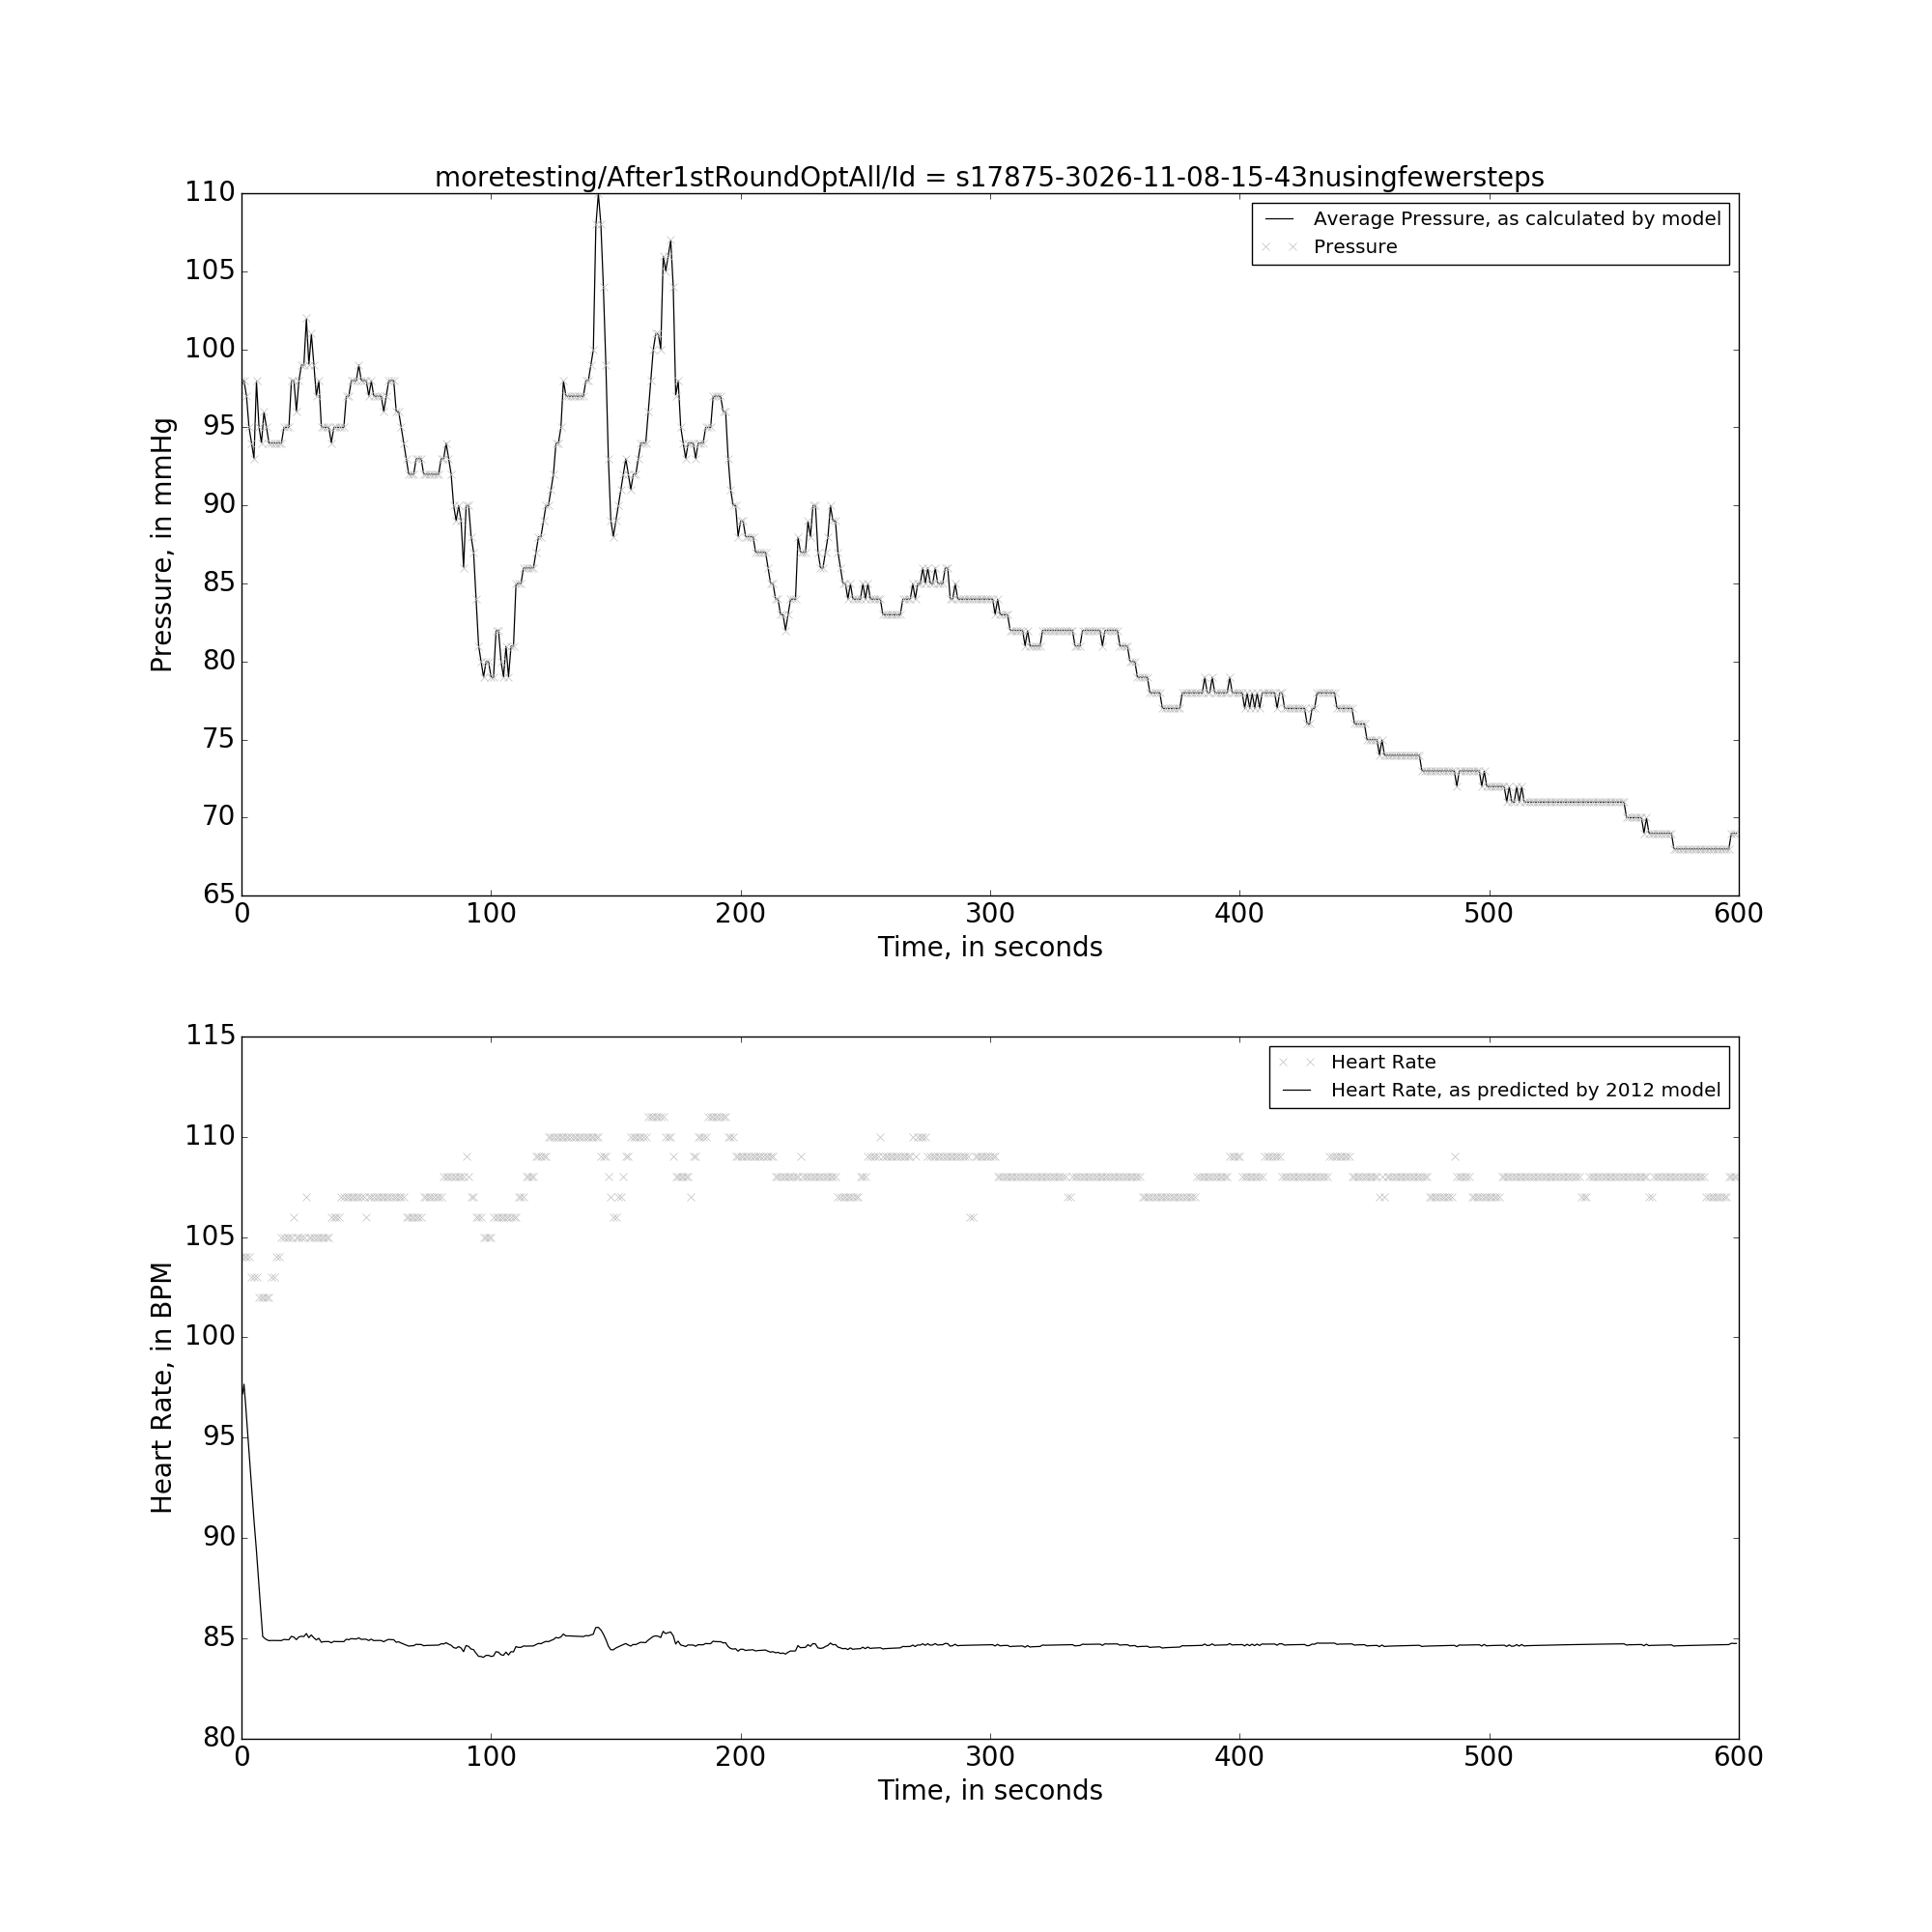 moretesting/After1stRoundOptAll/Id = s17875-3026-11-08-15-43nusingfewersteps
110
105
100
95
90
85
80
75
70
65
Pressure, in mmHg
Average Pressure, as calculated by model
Pressure
0 100 200 300 400 500 600
Time, in seconds
115
110
105
100
95
90
85
80
Heart Rate, in BPM
Heart Rate
Heart Rate, as predicted by 2012 model
0 100 200 300 400 500 600
Time, in seconds